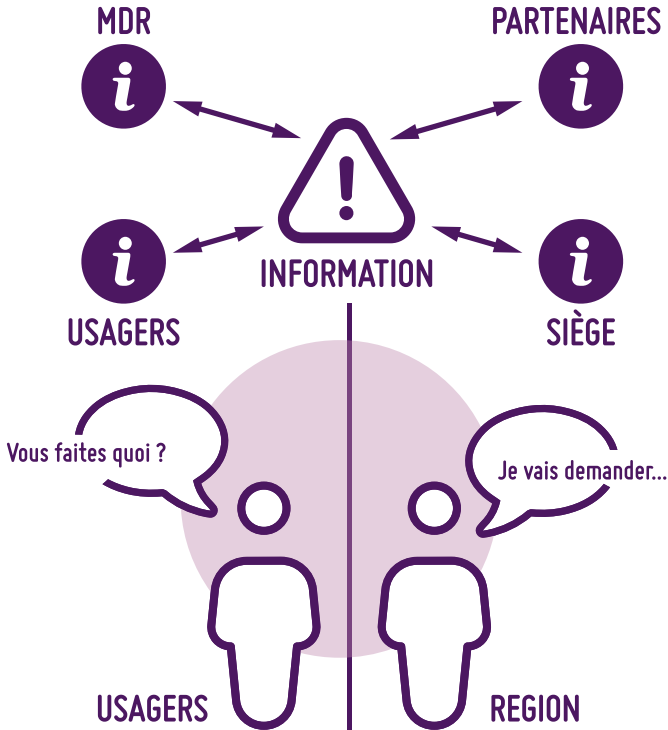 MDR
PARTENAIRES
i
i
!
i
i
INFORMATION
USAGERS
SIÈGE
Vous faites quoi ?
Je vais demander...
USAGERS
REGION